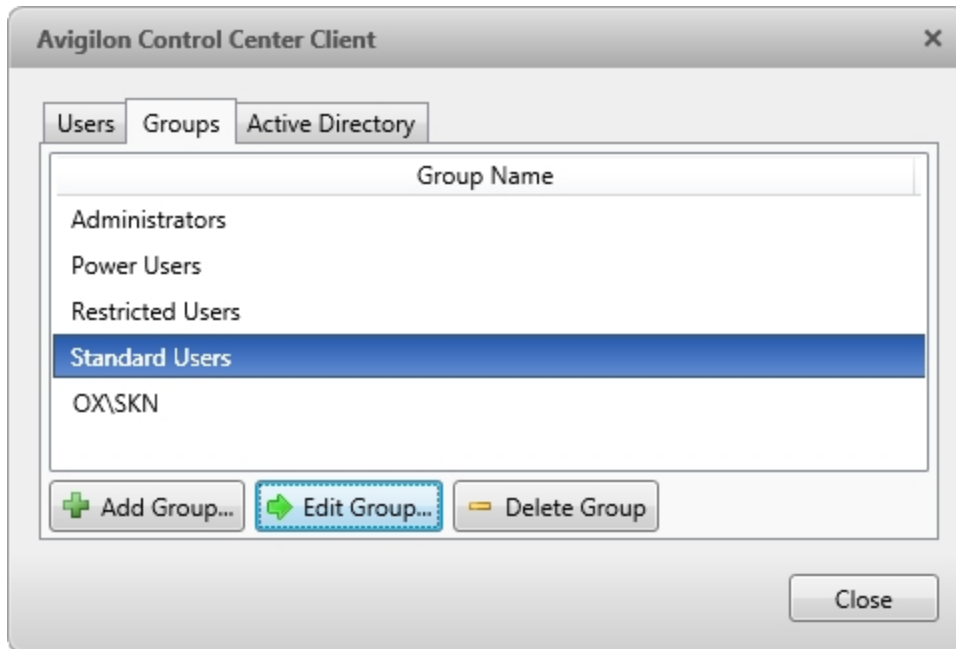 Avigilon Control Center Client
Users Groups Active Directory
Group Name
Administrators
Power Users
Restricted Users
Standard Users
OX\SKN
Add Group... Edit Group... Delete Group
Close